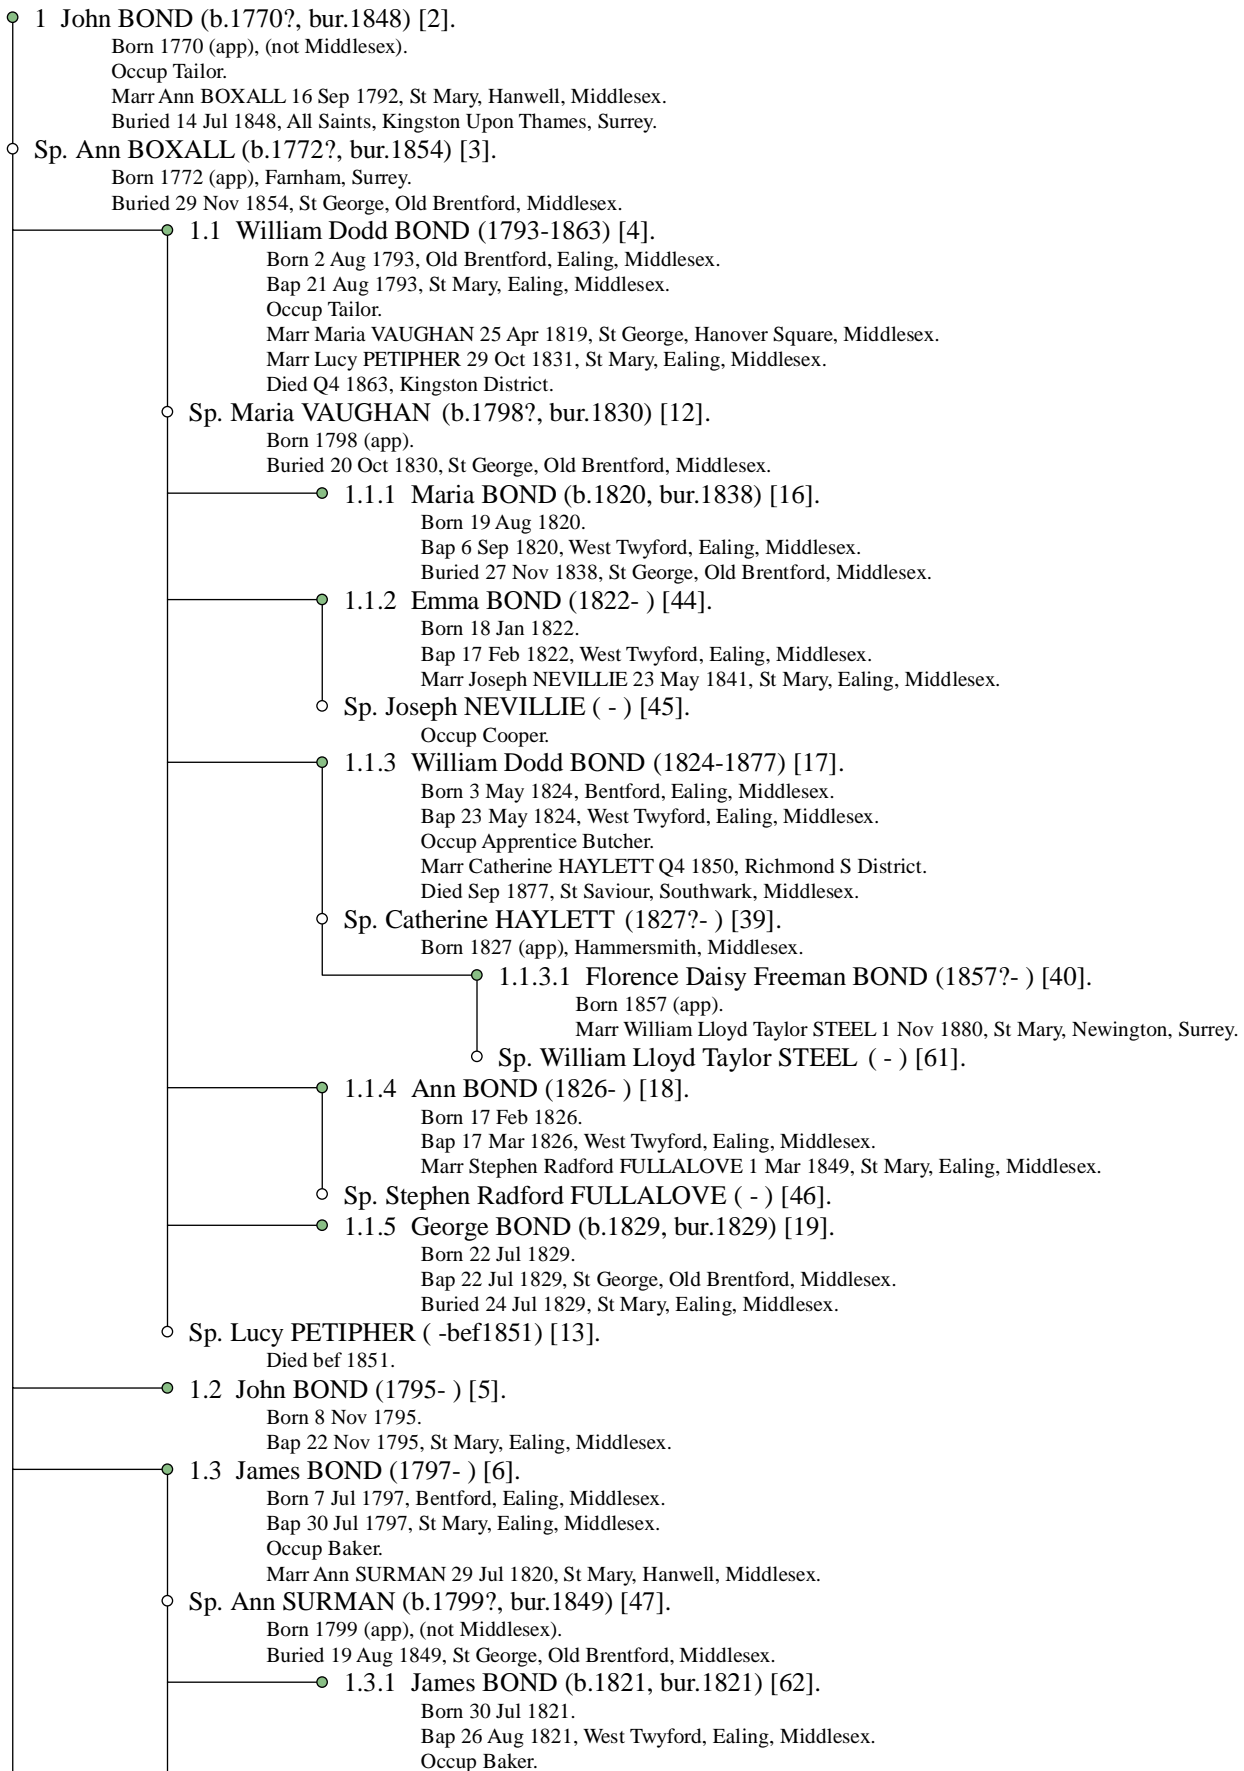 1 John BOND (b.1770?, bur.1848) [2].
Born 1770 (app), (not Middlesex).
Occup Tailor.
Marr Ann BOXALL 16 Sep 1792, St Mary, Hanwell, Middlesex.
Buried 14 Jul 1848, All Saints, Kingston Upon Thames, Surrey.
Sp. Ann BOXALL (b.1772?, bur.1854) [3].
Born 1772 (app), Farnham, Surrey.
Buried 29 Nov 1854, St George, Old Brentford, Middlesex.
1.1 William Dodd BOND (1793-1863) [4].
Born 2 Aug 1793, Old Brentford, Ealing, Middlesex.
Bap 21 Aug 1793, St Mary, Ealing, Middlesex.
Occup Tailor.
Marr Maria VAUGHAN 25 Apr 1819, St George, Hanover Square, Middlesex.
Marr Lucy PETIPHER 29 Oct 1831, St Mary, Ealing, Middlesex.
Died Q4 1863, Kingston District.
Sp. Maria VAUGHAN (b.1798?, bur.1830) [12].
Born 1798 (app).
Buried 20 Oct 1830, St George, Old Brentford, Middlesex.
1.1.1 Maria BOND (b.1820, bur.1838) [16].
Born 19 Aug 1820.
Bap 6 Sep 1820, West Twyford, Ealing, Middlesex.
Buried 27 Nov 1838, St George, Old Brentford, Middlesex.
1.1.2 Emma BOND (1822- ) [44].
Born 18 Jan 1822.
Bap 17 Feb 1822, West Twyford, Ealing, Middlesex.
Marr Joseph NEVILLIE 23 May 1841, St Mary, Ealing, Middlesex.
Sp. Joseph NEVILLIE ( - ) [45].
Occup Cooper.
1.1.3 William Dodd BOND (1824-1877) [17].
Born 3 May 1824, Bentford, Ealing, Middlesex.
Bap 23 May 1824, West Twyford, Ealing, Middlesex.
Occup Apprentice Butcher.
Marr Catherine HAYLETT Q4 1850, Richmond S District.
Died Sep 1877, St Saviour, Southwark, Middlesex.
Sp. Catherine HAYLETT (1827?- ) [39].
Born 1827 (app), Hammersmith, Middlesex.
1.1.3.1 Florence Daisy Freeman BOND (1857?- ) [40].
Born 1857 (app).
Marr William Lloyd Taylor STEEL 1 Nov 1880, St Mary, Newington, Surrey.
Sp. William Lloyd Taylor STEEL ( - ) [61].
1.1.4 Ann BOND (1826- ) [18].
Born 17 Feb 1826.
Bap 17 Mar 1826, West Twyford, Ealing, Middlesex.
Marr Stephen Radford FULLALOVE 1 Mar 1849, St Mary, Ealing, Middlesex.
Sp. Stephen Radford FULLALOVE ( - ) [46].
1.1.5 George BOND (b.1829, bur.1829) [19].
Born 22 Jul 1829.
Bap 22 Jul 1829, St George, Old Brentford, Middlesex.
Buried 24 Jul 1829, St Mary, Ealing, Middlesex.
Sp. Lucy PETIPHER ( -bef1851) [13].
Died bef 1851.
1.2 John BOND (1795- ) [5].
Born 8 Nov 1795.
Bap 22 Nov 1795, St Mary, Ealing, Middlesex.
1.3 James BOND (1797- ) [6].
Born 7 Jul 1797, Bentford, Ealing, Middlesex.
Bap 30 Jul 1797, St Mary, Ealing, Middlesex.
Occup Baker.
Marr Ann SURMAN 29 Jul 1820, St Mary, Hanwell, Middlesex.
Sp. Ann SURMAN (b.1799?, bur.1849) [47].
Born 1799 (app), (not Middlesex).
Buried 19 Aug 1849, St George, Old Brentford, Middlesex.
1.3.1 James BOND (b.1821, bur.1821) [62].
Born 30 Jul 1821.
Bap 26 Aug 1821, West Twyford, Ealing, Middlesex.
Occup Baker.